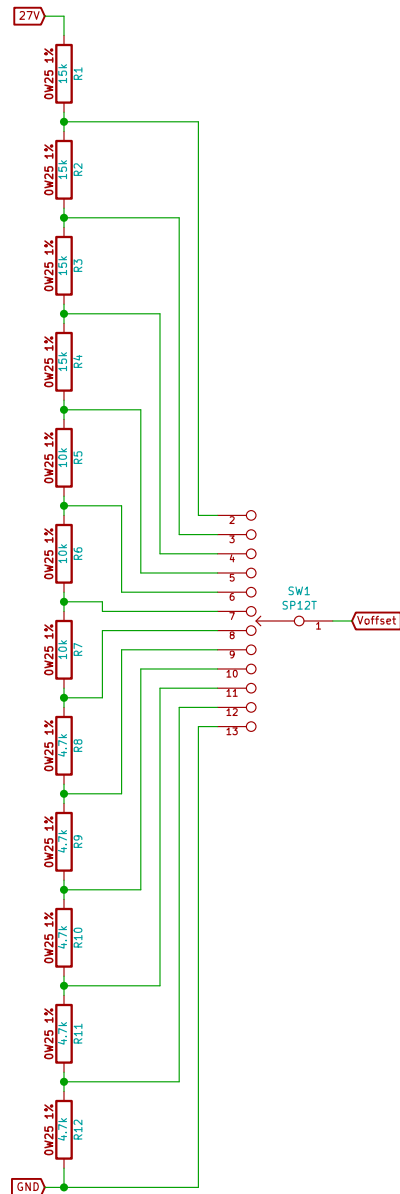 27V
0W25 1%
15k
R1
0W25 1%
15k
R2
0W25 1%
15k
R3
0W25 1%
15k
R4
0W25 1%
10k
R5
0W25 1%
10k
R6
0W25 1%
10k
R7
0W25 1%
4.7k
R8
0W25 1%
4.7k
R9
0W25 1%
4.7k
R10
0W25 1%
4.7k
R11
0W25 1%
4.7k
R12
GND
2
3
4
5
6
7
8
9
10
11
12
13
SW1
SP12T
1
Voffset